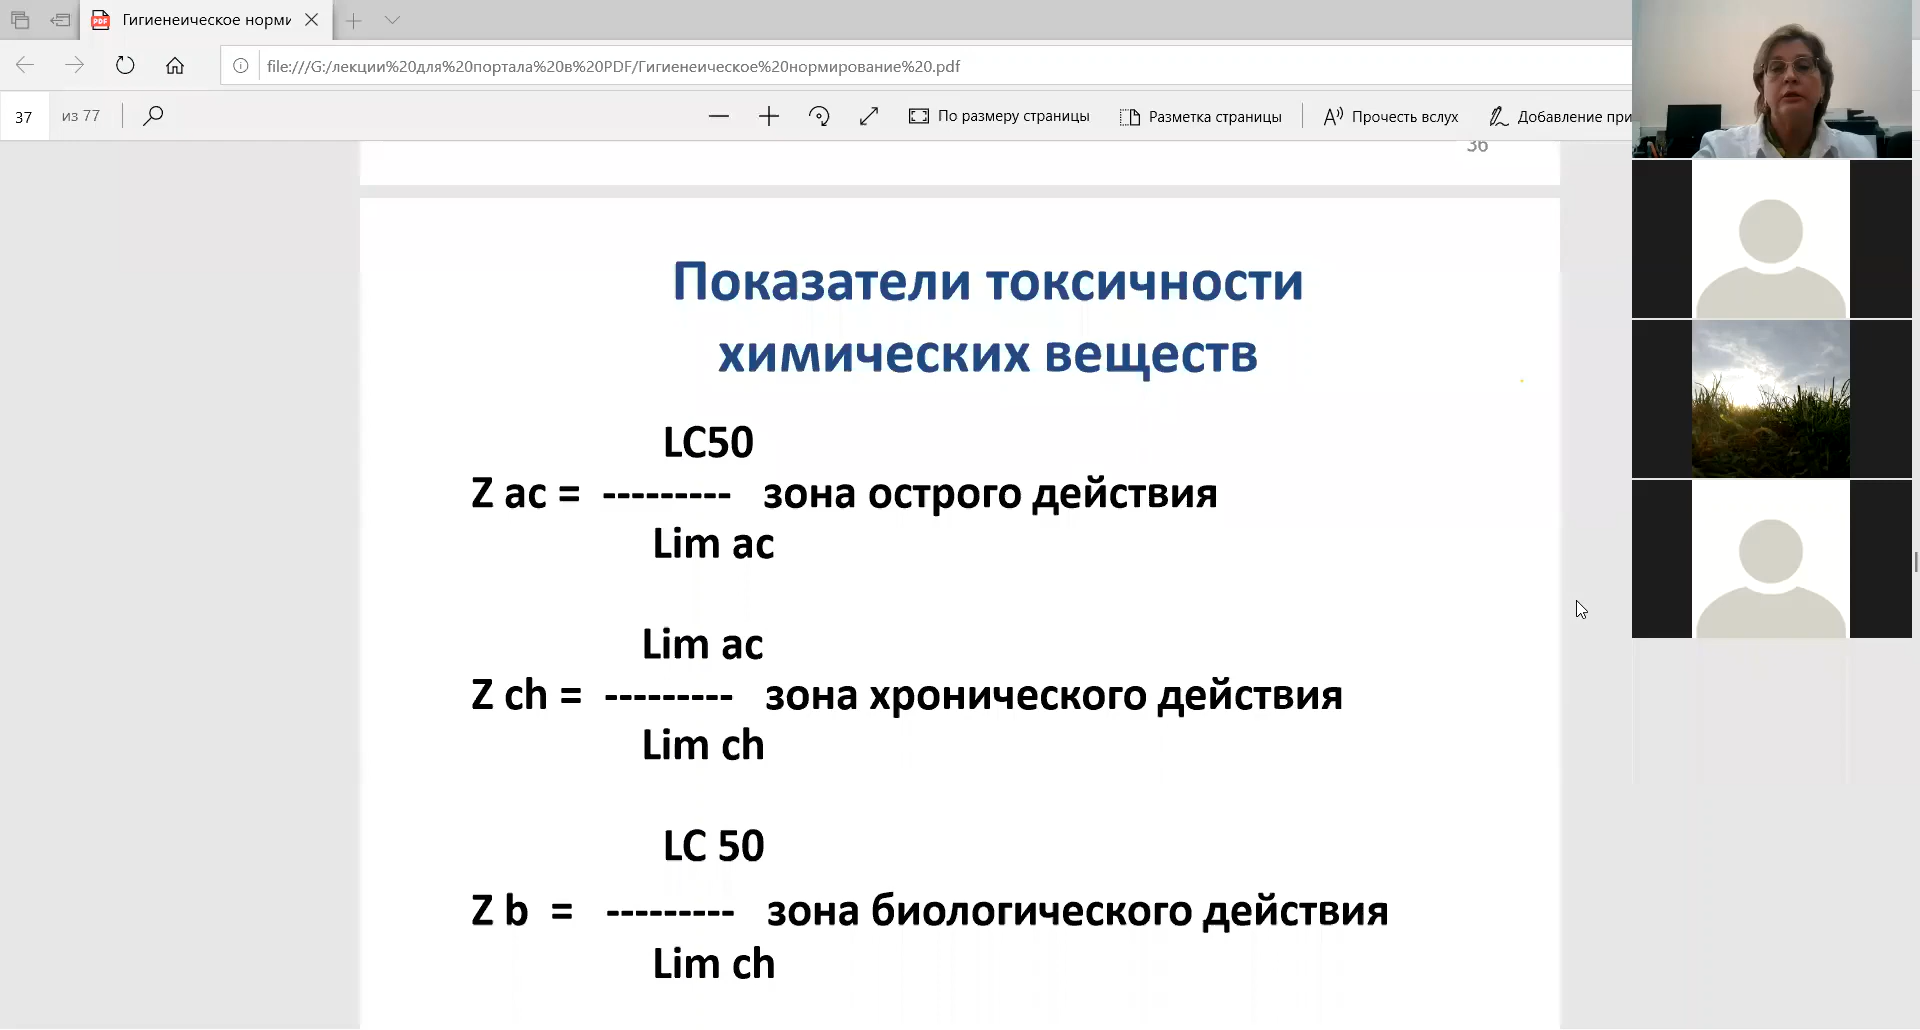 Гигиенеическое норми
file:///G:/лекции%20для%20портала%20в%20PDF/Гигиенеическое%20нормирование%20.pdf
37 из 77
По размеру страницы
Разметка страницы
Прочесть вслух
Добавление при
36
Показатели токсичности
химических веществ
LC50
Z ac = --------- зона острого действия
Lim ac
Lim ac
Z ch = --------- зона хронического действия
Lim ch
LC 50
Z b = --------- зона биологического действия
Lim ch